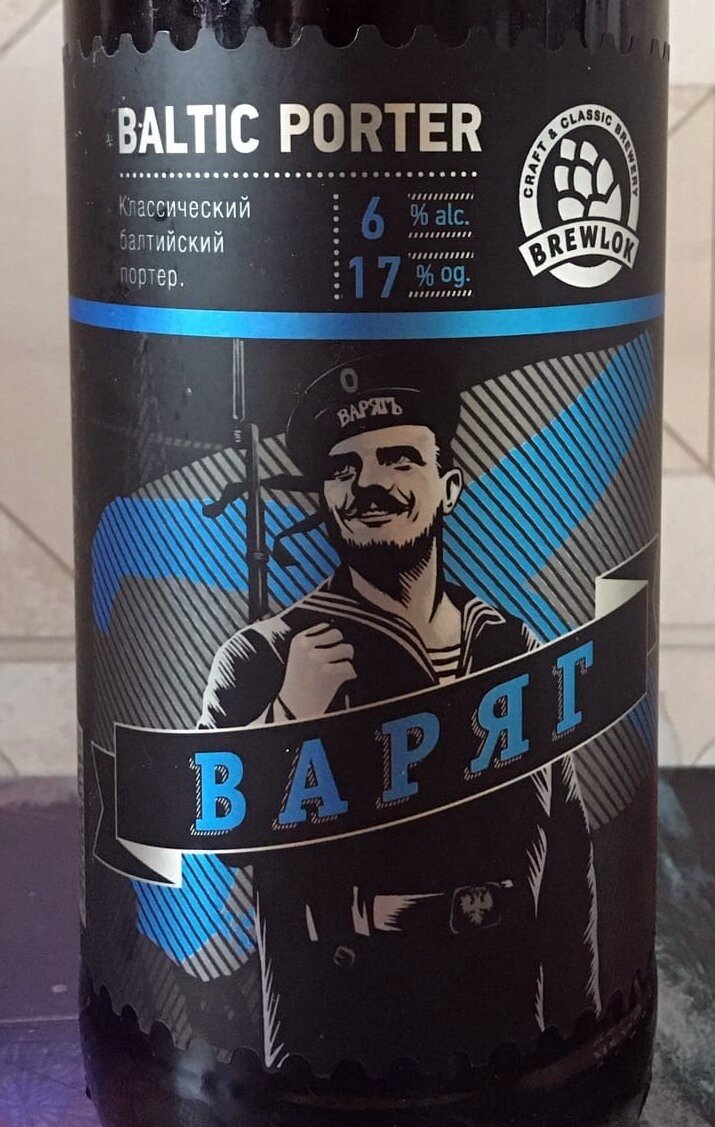 BALTIC PORTER
Классический
балтийский
портер.
6 % alc.
17 % og.
CRAFT & CLASSIC BREWERY
BREWLOK
ВАРЯГЪ
ВАРЯГ